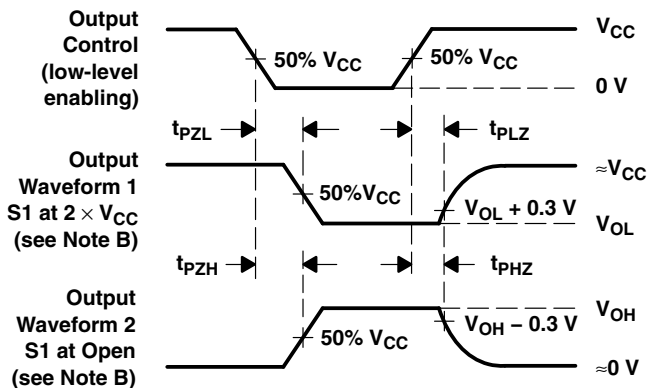 Output
Control
(low-level
enabling)
50% VCC
50% VCC
VCC
0 V
tPZL
tPLZ
Output
Waveform 1
S1 at 2 × VCC
(see Note B)
50%VCC
VOL + 0.3 V
≈VCC
VOL
tPZH
tPHZ
Output
Waveform 2
S1 at Open
(see Note B)
50% VCC
VOH − 0.3 V
VOH
≈0 V